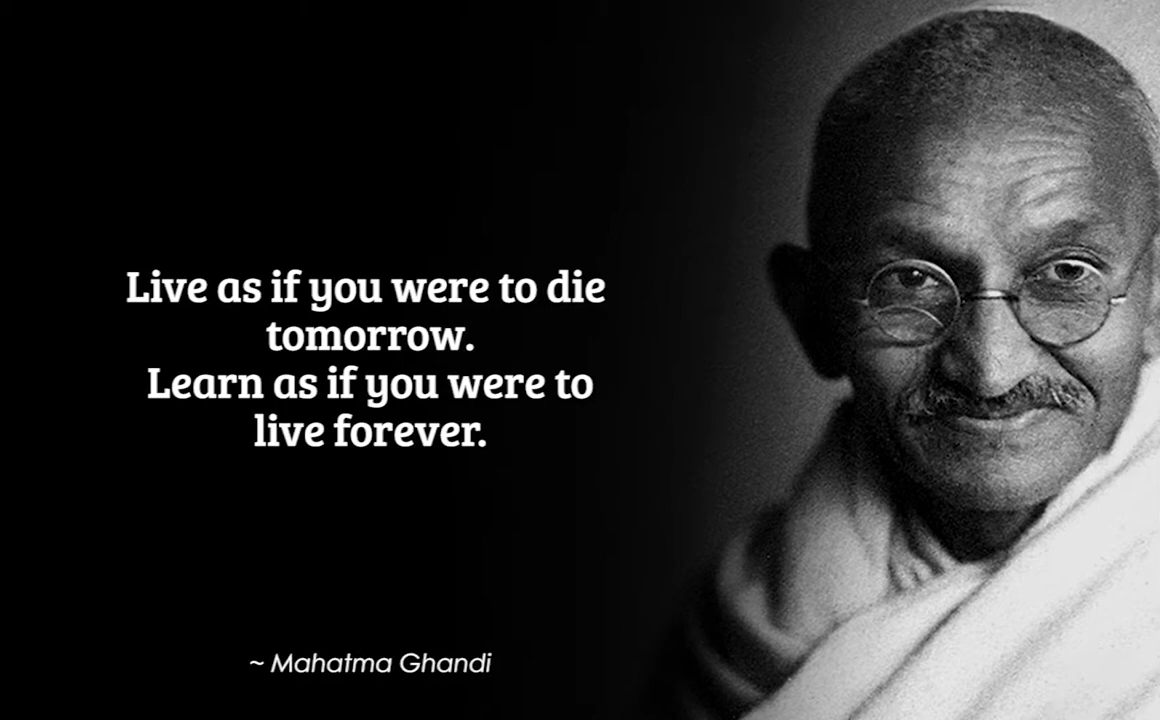 Live as if you were to die
tomorrow.
Learn as if you were to
live forever.
~ Mahatma Ghandi